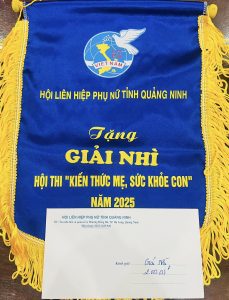 VIỆT NAM
HỘI LIÊN HIỆP PHỤ NỮ TỈNH QUẢNG NINH
Tặng
GIẢI NHÌ
HỘI THI "KIẾN THỨC MẸ, SỨC KHỎE CON"
NĂM 2025
HỘI LIÊN HIỆP PHỤ NỮ TỈNH QUẢNG NINH
Giải Nhì